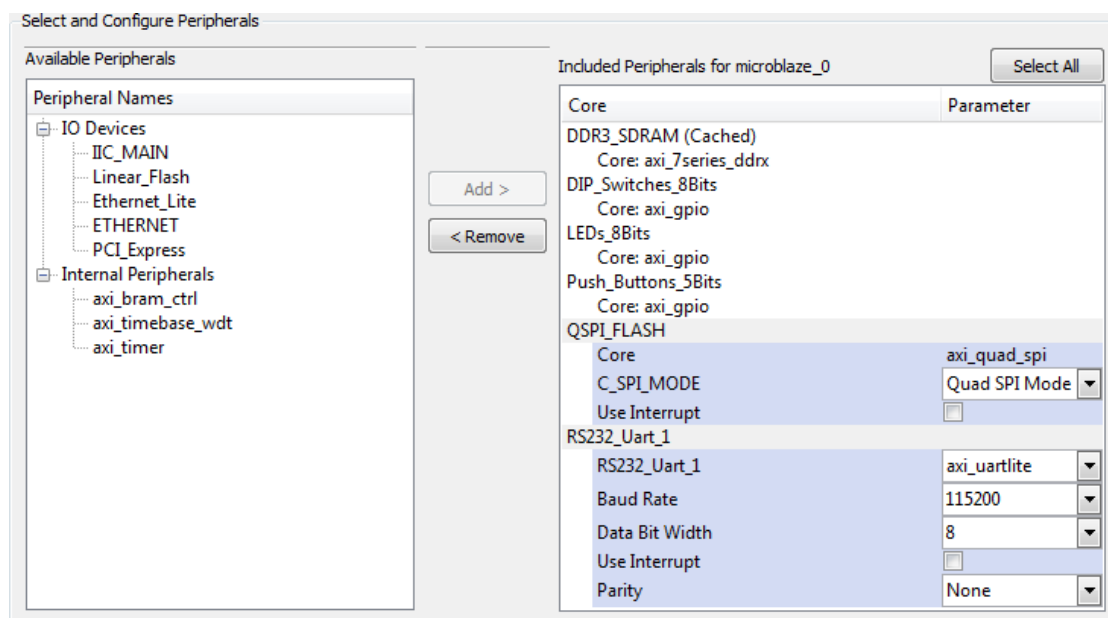 Select and Configure Peripherals
Available Peripherals
Peripheral Names
IO Devices
IIC_MAIN
Linear_Flash
Ethernet_Lite
ETHERNET
PCI_Express
Internal Peripherals
axi_bram_ctrl
axi_timebase_wdt
axi_timer
Add >
< Remove
Included Peripherals for microblaze_0
Select All
Core Parameter
DDR3_SDRAM (Cached)
Core: axi_7series_ddrx
DIP_Switches_8Bits
Core: axi_gpio
LEDs_8Bits
Core: axi_gpio
Push_Buttons_5Bits
Core: axi_gpio
QSPI_FLASH
Core axi_quad_spi
C_SPI_MODE Quad SPI Mode
Use Interrupt
RS232_Uart_1
RS232_Uart_1 axi_uartlite
Baud Rate 115200
Data Bit Width 8
Use Interrupt
Parity None